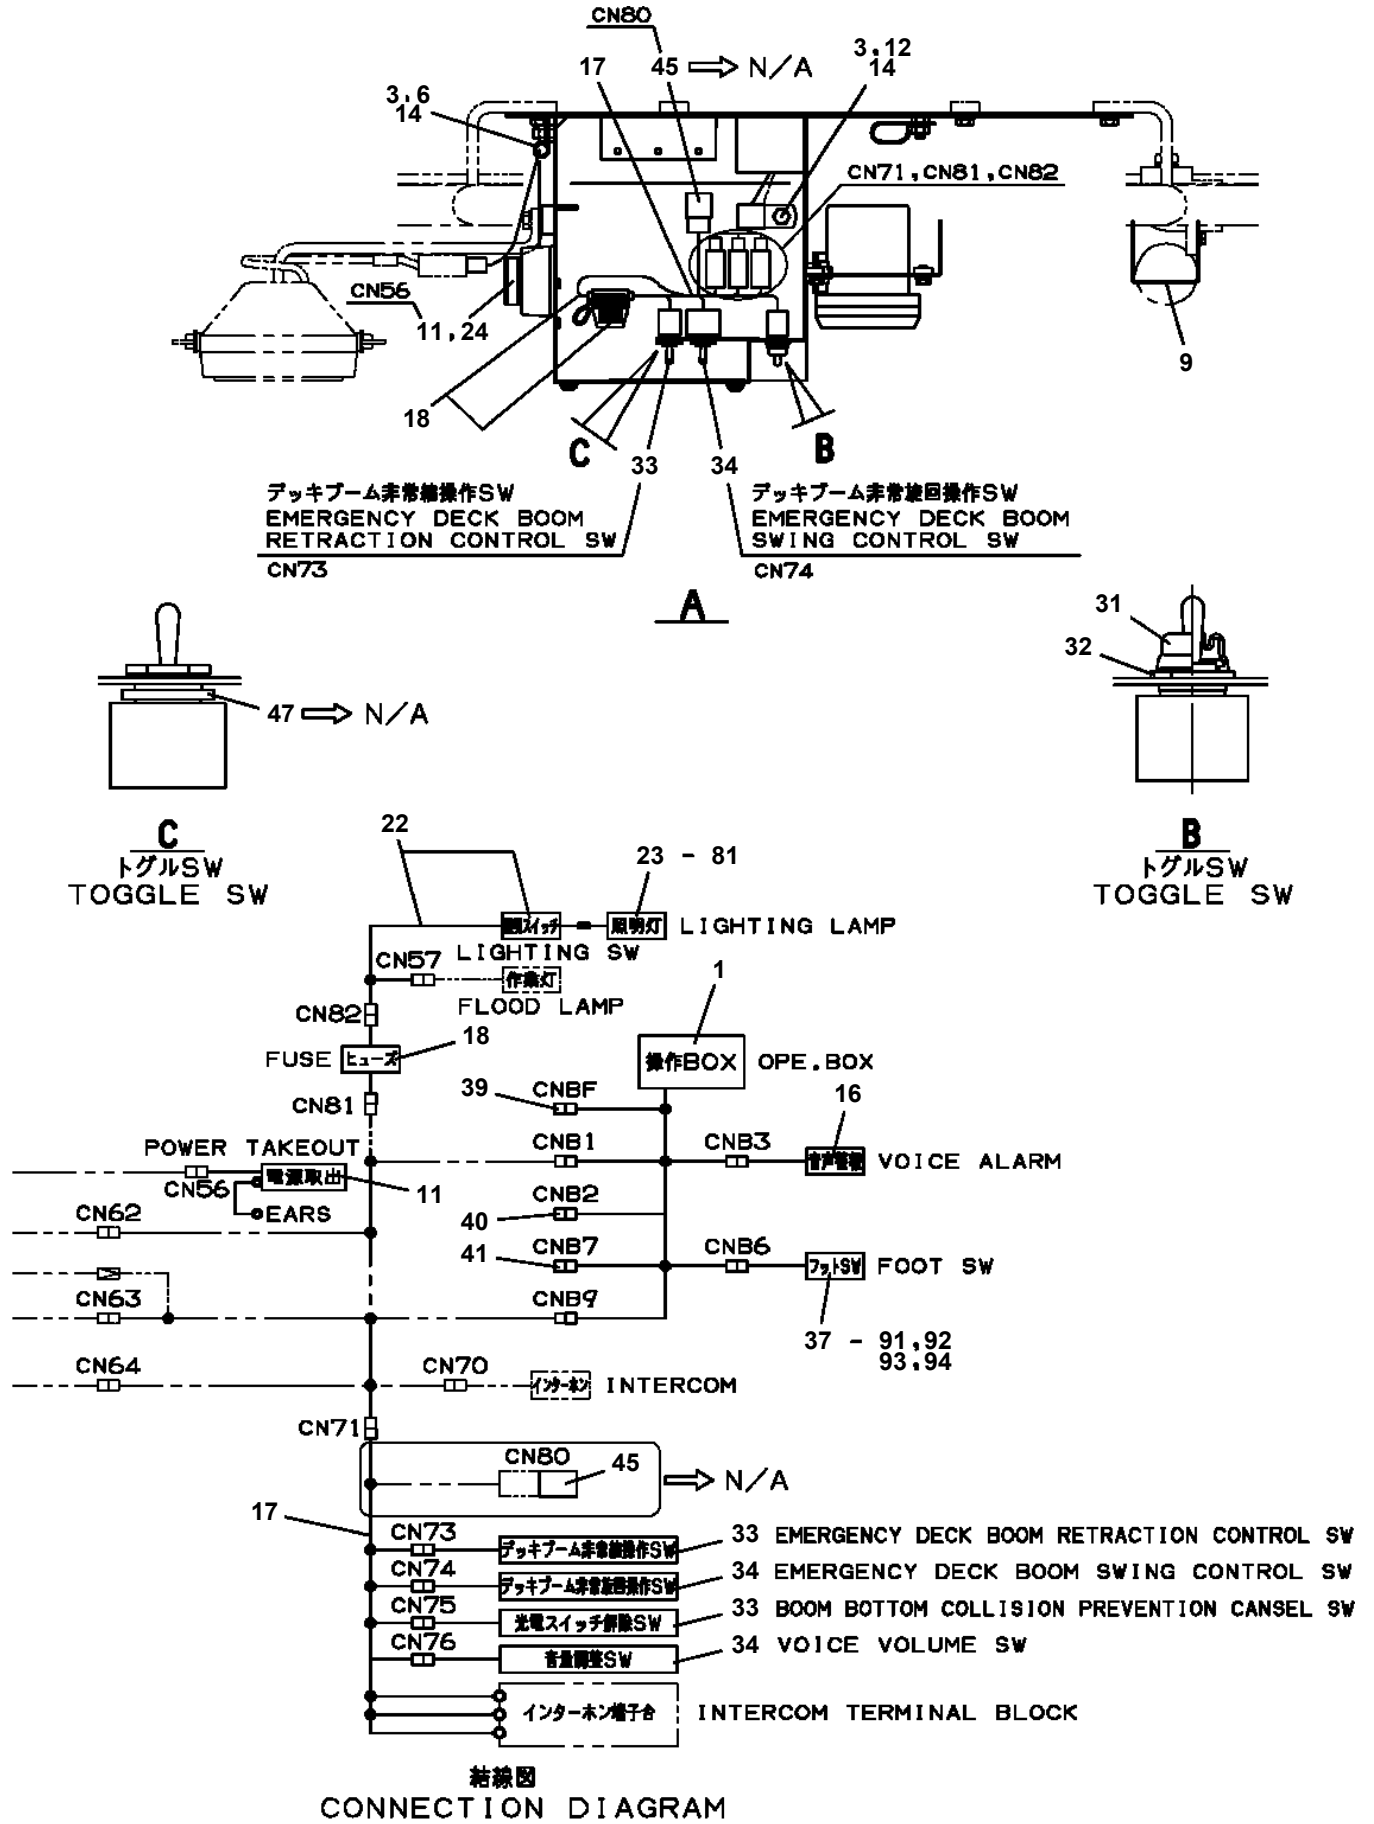 CN80
17 45 N/A
3,12
14
3,6
14
CN71,CN81,CN82
CN56
11,24
9
18
C
B
33 34
デッキブーム非常縮操作SW
EMERGENCY DECK BOOM
RETRACTION CONTROL SW
CN73
デッキブーム非常旋回操作SW
EMERGENCY DECK BOOM
SWING CONTROL SW
CN74
A
31
32
47 N/A
C
トグルSW
TOGGLE SW
B
トグルSW
TOGGLE SW
22
23 - 81
スイッチ 照明灯 LIGHTING LAMP
LIGHTING SW
CN57 作業灯
FLOOD LAMP
1
CN82
FUSE ヒューズ 18
操作BOX OPE.BOX
39 CNBF
CN81
16
POWER TAKEOUT
CNB1 CNB3 音声警報 VOICE ALARM
CN56 電源取出 11
EARS
CNB2
40
CN62
41 CNB7 CNB6 フットSW FOOT SW
CN63
CNB9
37 - 91,92
93,94
CN64
CN70 インターホン INTERCOM
CN71
CN80 45 N/A
17
CN73 デッキブーム非常縮操作SW 33 EMERGENCY DECK BOOM RETRACTION CONTROL SW
CN74 デッキブーム非常旋回操作SW 34 EMERGENCY DECK BOOM SWING CONTROL SW
CN75 光電スイッチ解除SW 33 BOOM BOTTOM COLLISION PREVENTION CANSEL SW
CN76 音量調整SW 34 VOICE VOLUME SW
インターホン端子台 INTERCOM TERMINAL BLOCK
結線図
CONNECTION DIAGRAM